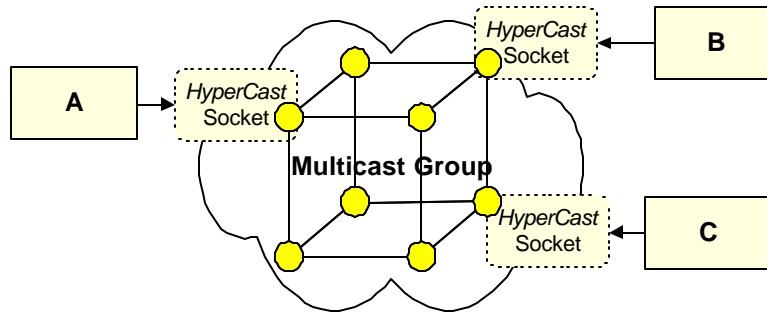 HyperCast
Socket
B
A
HyperCast
Socket
Multicast Group
HyperCast
Socket
C